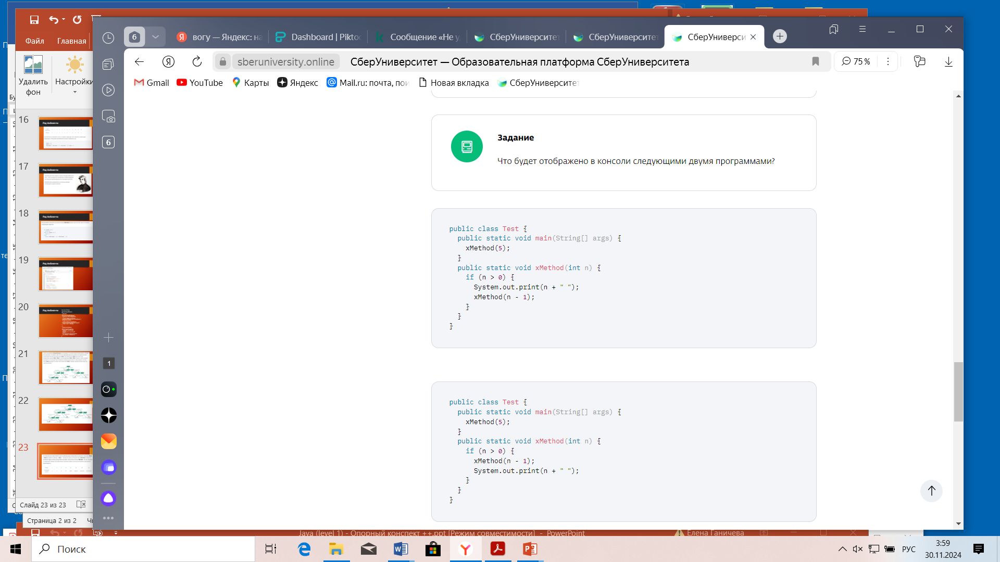 Файл
Главная
Удалить
фон
Настройки
16
17
18
19
20
21
22
23
Слайд 23 из 23
Страница 2 из 2
6
вогу — Яндекс: на
Dashboard | Pikto
Сообщение «Не у
СберУниверситет
СберУниверситет
СберУниверси
sberuniversity.online
СберУниверситет — Образовательная платформа СберУниверситета
75 %
Gmail
YouTube
Карты
Яндекс
Mail.ru: почта, пои
Новая вкладка
СберУниверситет
6
1
Задание
Что будет отображено в консоли следующими двумя программами?
public class Test {
  public static void main(String[] args) {
    xMethod(5);
  }
  public static void xMethod(int n) {
    if (n > 0) {
      System.out.print(n + " ");
      xMethod(n - 1);
    }
  }
}
public class Test {
  public static void main(String[] args) {
    xMethod(5);
  }
  public static void xMethod(int n) {
    if (n > 0) {
      xMethod(n - 1);
      System.out.print(n + " ");
    }
  }
}
Java (level 1) - Опорный конспект ++.ppt [Режим совместимости] - PowerPoint
Елена Ганичева
Поиск
РУС
3:59
30.11.2024